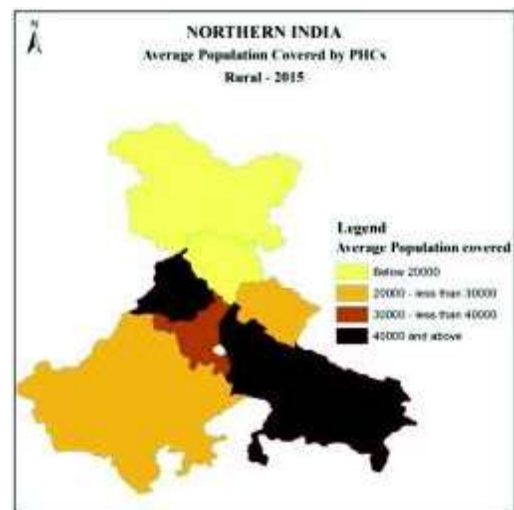 N
NORTHERN INDIA
Average Population Covered by PHCs
Rural - 2015
Legend
Average Population covered
Below 20000
20000 - less than 30000
30000 - less than 40000
40000 and above